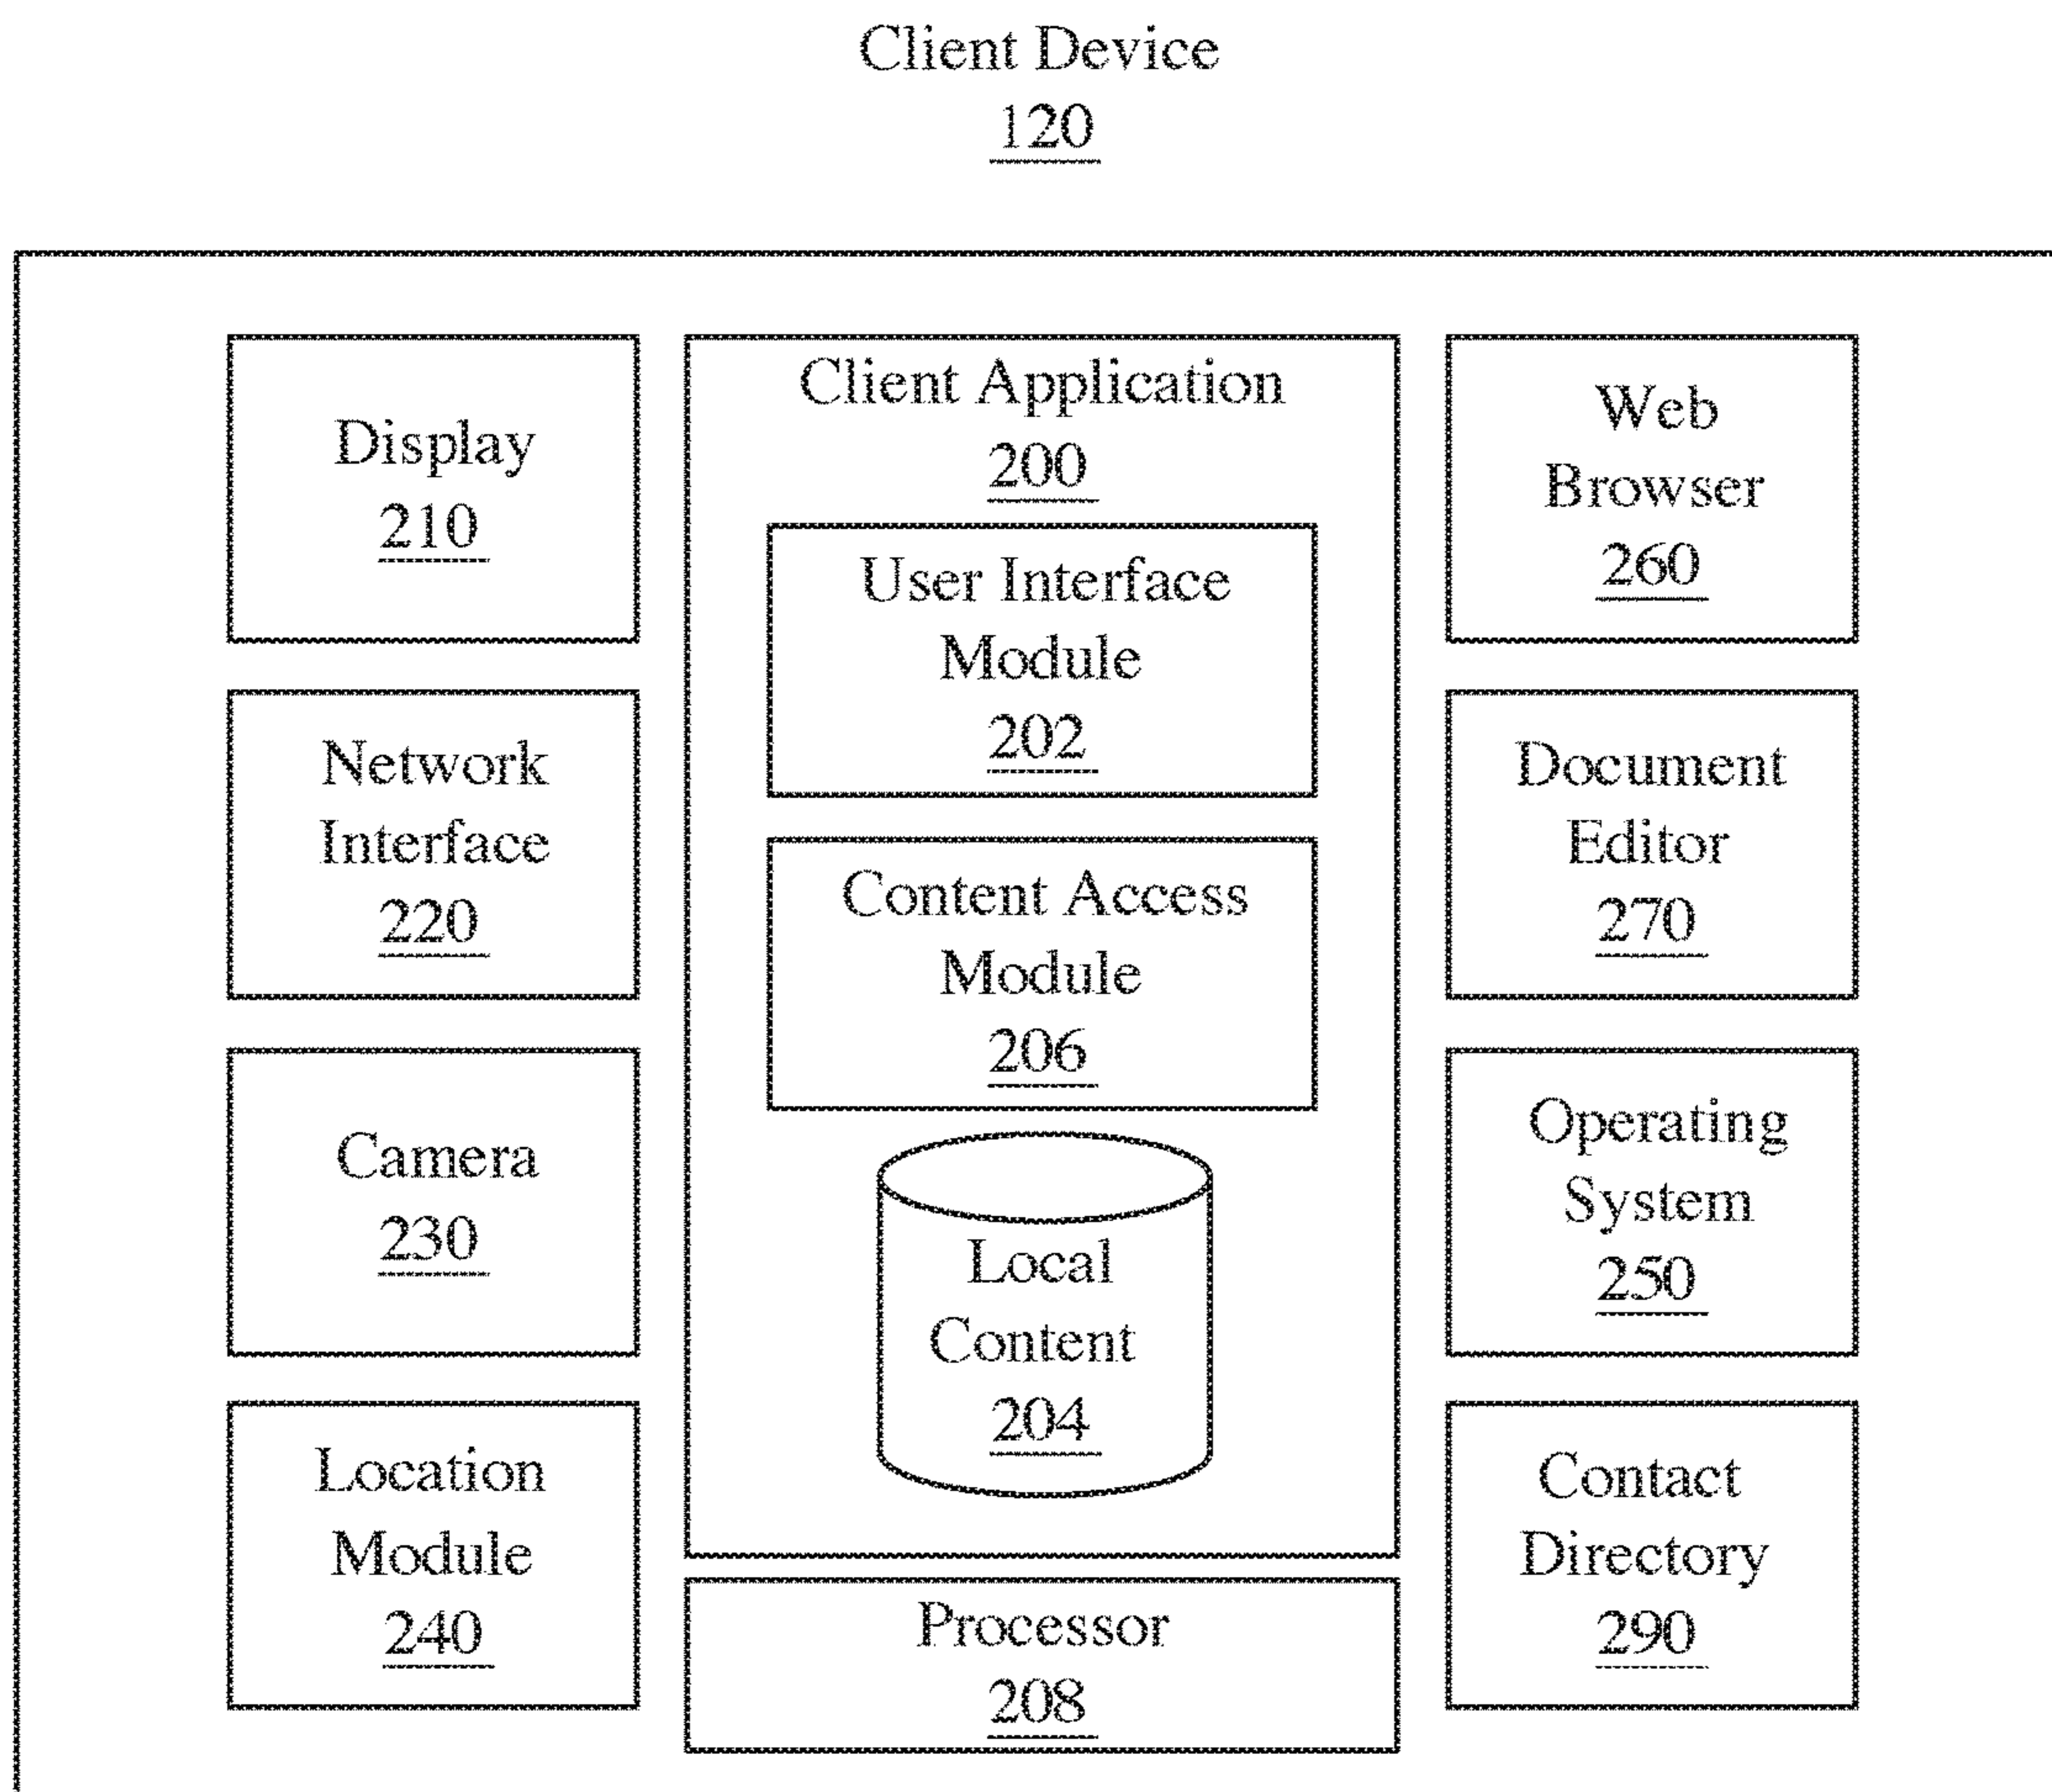 Client Device
120
Display
210
Network
Interface
220
Camera
230
Location
Module
240
Client Application
200
User Interface
Module
202
Content Access
Module
206
Local
Content
204
Processor
208
Web
Browser
260
Document
Editor
270
Operating
System
250
Contact
Directory
290